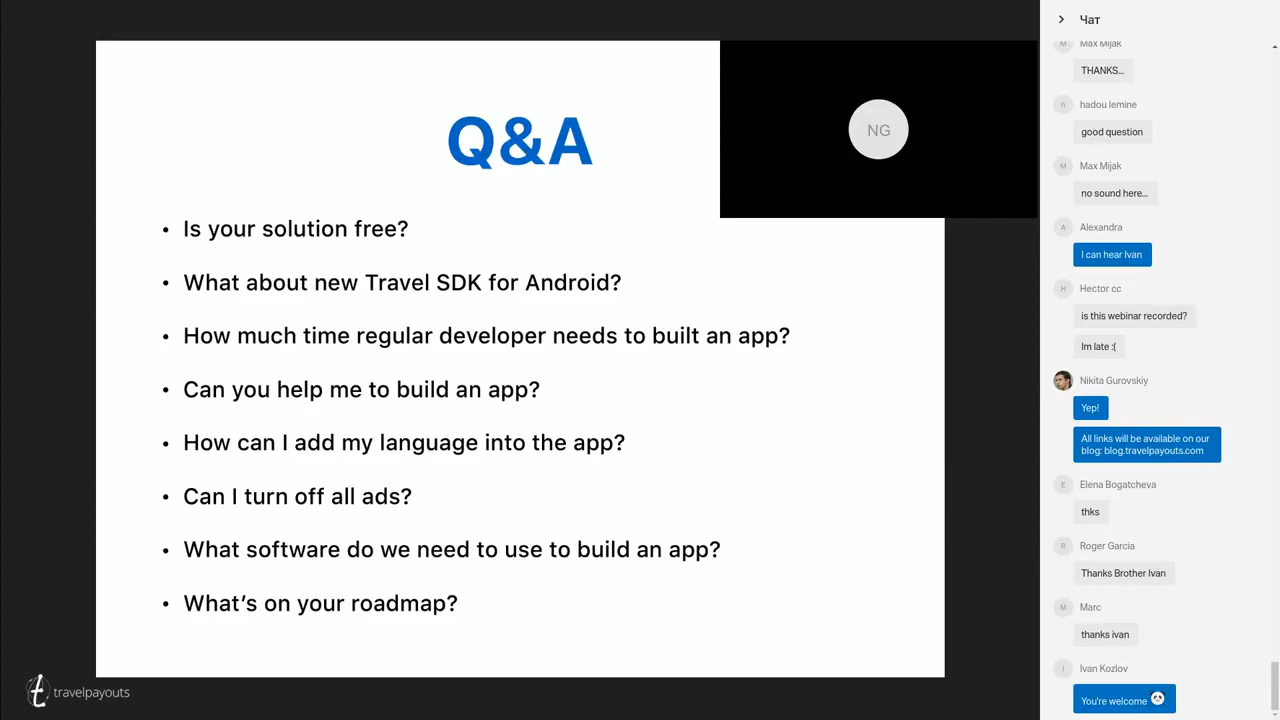 Q&A
NG
• Is your solution free?
• What about new Travel SDK for Android?
• How much time regular developer needs to built an app?
• Can you help me to build an app?
• How can I add my language into the app?
• Can I turn off all ads?
• What software do we need to use to build an app?
• What's on your roadmap?
travelpayouts
Чат
M
Max Mijak
THANKS...
h
hadou lemine
good question
M
Max Mijak
no sound here...
A
Alexandra
I can hear Ivan
H
Hector cc
is this webinar recorded?
Im late :(
Nikita Gurovskiy
Yep!
All links will be available on our
blog: blog.travelpayouts.com
E
Elena Bogatcheva
thks
R
Roger Garcia
Thanks Brother Ivan
M
Marc
thanks ivan
I
Ivan Kozlov
You're welcome